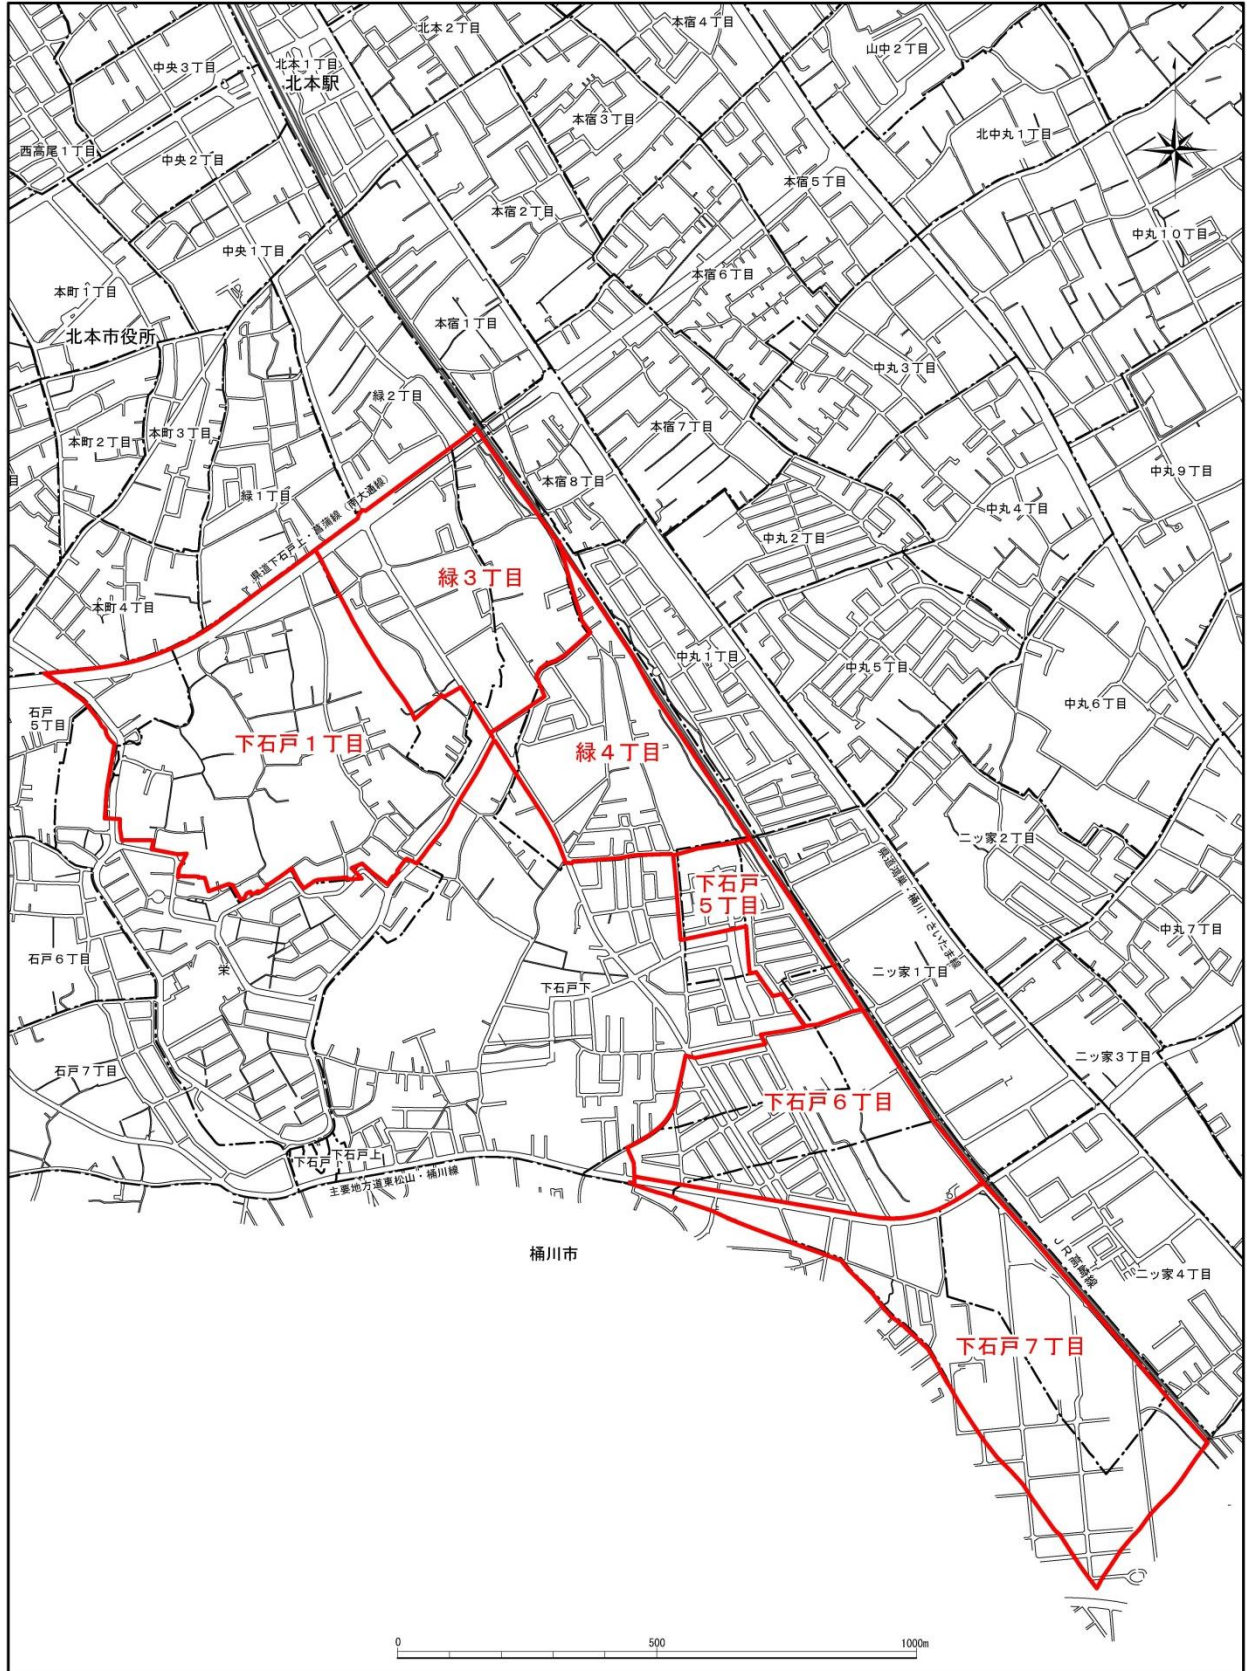 北本2丁目
本宿4丁目
山中2丁目
北本1丁目
中央3丁目
北本駅
本宿3丁目
北中丸1丁目
西高尾1丁目
中央2丁目
本宿5丁目
本宿2丁目
中丸10丁目
中央1丁目
本宿6丁目
本町1丁目
本宿1丁目
北本市役所
中丸3丁目
緑2丁目
本宿7丁目
本町3丁目
本町2丁目
中丸9丁目
本宿8丁目
緑1丁目
中丸4丁目
県道下石戸上・菖蒲線(南大通線)
中丸2丁目
緑3丁目
本町4丁目
中丸1丁目
中丸5丁目
中丸6丁目
石戸
5丁目
下石戸1丁目
緑4丁目
二ッ家2丁目
県道鴻巣・桶川・さいたま線
下石戸
5丁目
中丸7丁目
石戸6丁目
栄
二ッ家1丁目
下石戸下
二ッ家3丁目
石戸7丁目
下石戸6丁目
下石戸下
下石戸上
主要地方道東松山・桶川線
桶川市
JR高崎線
二ッ家4丁目
下石戸7丁目
0
500
1000m